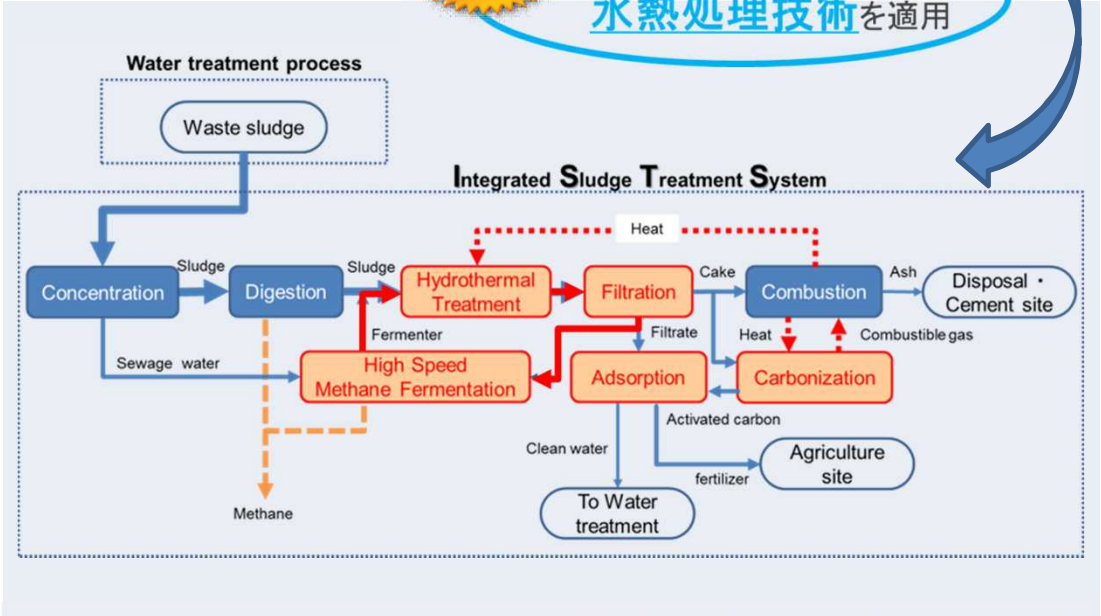 水熱処理技術を適用
Water treatment process
Waste sludge
Integrated Sludge Treatment System
Heat
Sludge
Sludge
Cake
Ash
Concentration
Digestion
Hydrothermal
Treatment
Filtration
Combustion
Disposal・
Cement site
Fermenter
Filtrate
Heat
Combustible gas
Sewage water
High Speed
Methane Fermentation
Adsorption
Carbonization
Activated carbon
Clean water
fertilizer
Agriculture
site
Methane
To Water
treatment